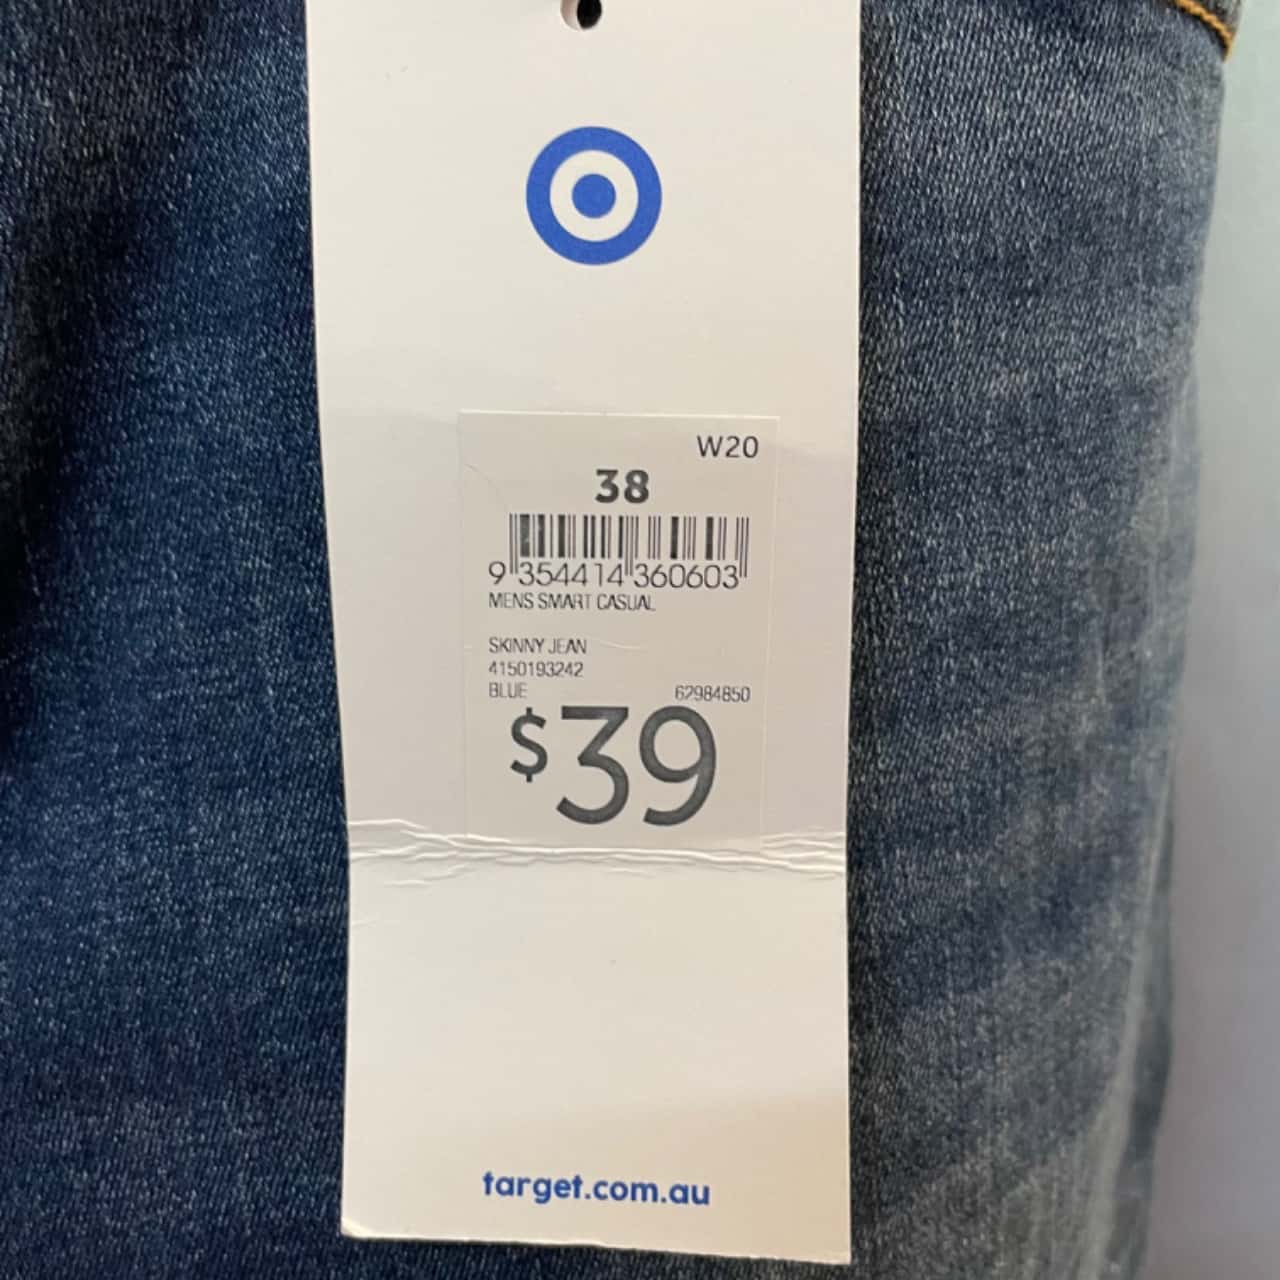 W20
38
9 354414 360603
MENS SMART CASUAL
SKINNY JEAN
4150193242
BLUE 62984850
$39
target.com.au